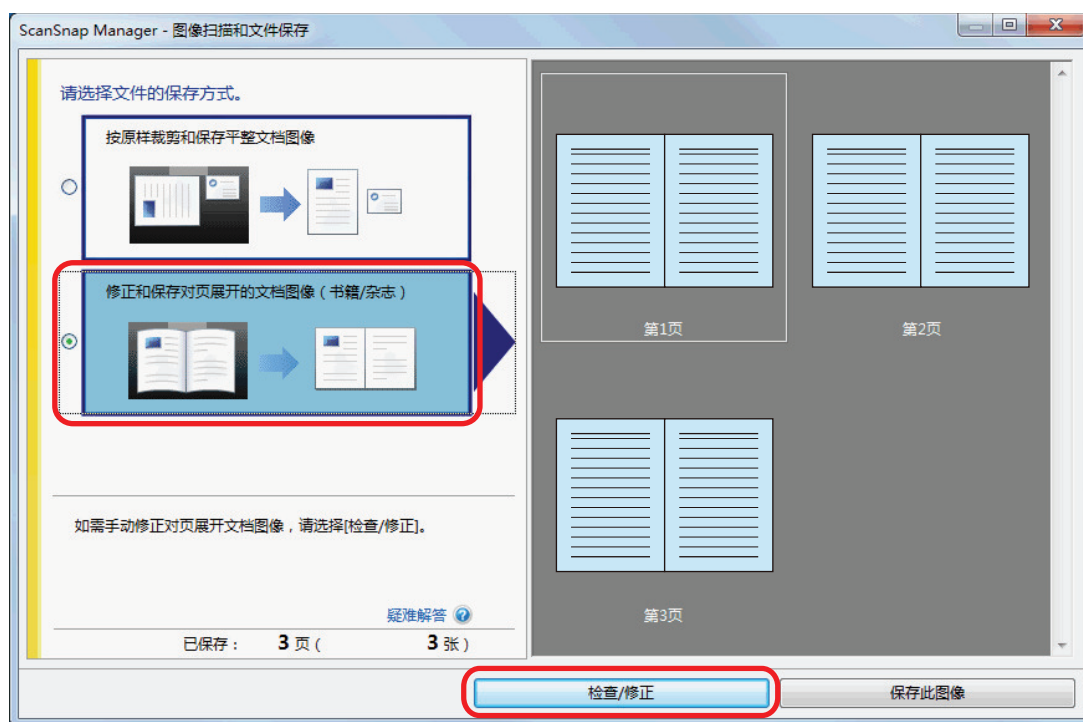 ScanSnap Manager - 图像扫描和文件保存
请选择文件的保存方式。
按原样裁剪和保存平整文档图像
修正和保存对页展开的文档图像（书籍/杂志）
如需手动修正对页展开文档图像，请选择[检查/修正]。
疑难解答
已保存： 3 页 ( 3 张 )
第1页
第2页
第3页
检查/修正
保存此图像